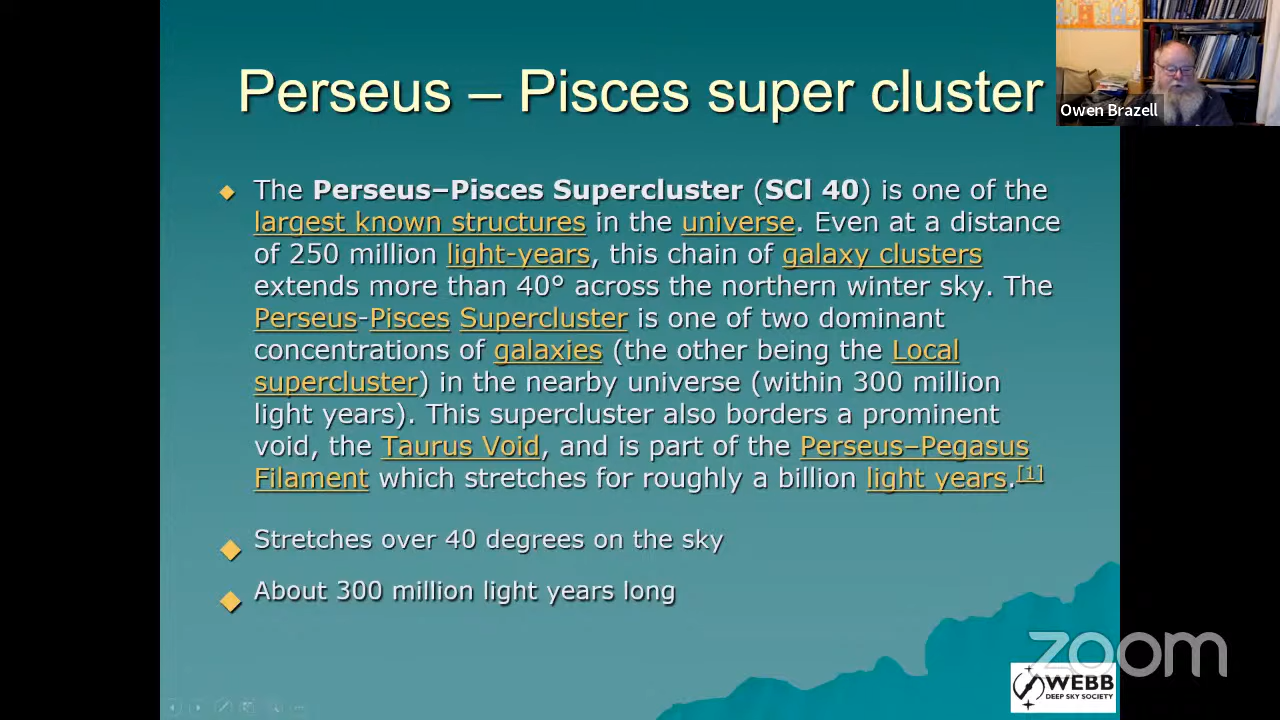 Perseus – Pisces super cluster
Owen Brazell
The Perseus–Pisces Supercluster (SCl 40) is one of the
largest known structures in the universe. Even at a distance
of 250 million light-years, this chain of galaxy clusters
extends more than 40° across the northern winter sky. The
Perseus-Pisces Supercluster is one of two dominant
concentrations of galaxies (the other being the Local
supercluster) in the nearby universe (within 300 million
light years). This supercluster also borders a prominent
void, the Taurus Void, and is part of the Perseus–Pegasus
Filament which stretches for roughly a billion light years.[1]
Stretches over 40 degrees on the sky
About 300 million light years long
zoom
WEBB
DEEP SKY SOCIETY